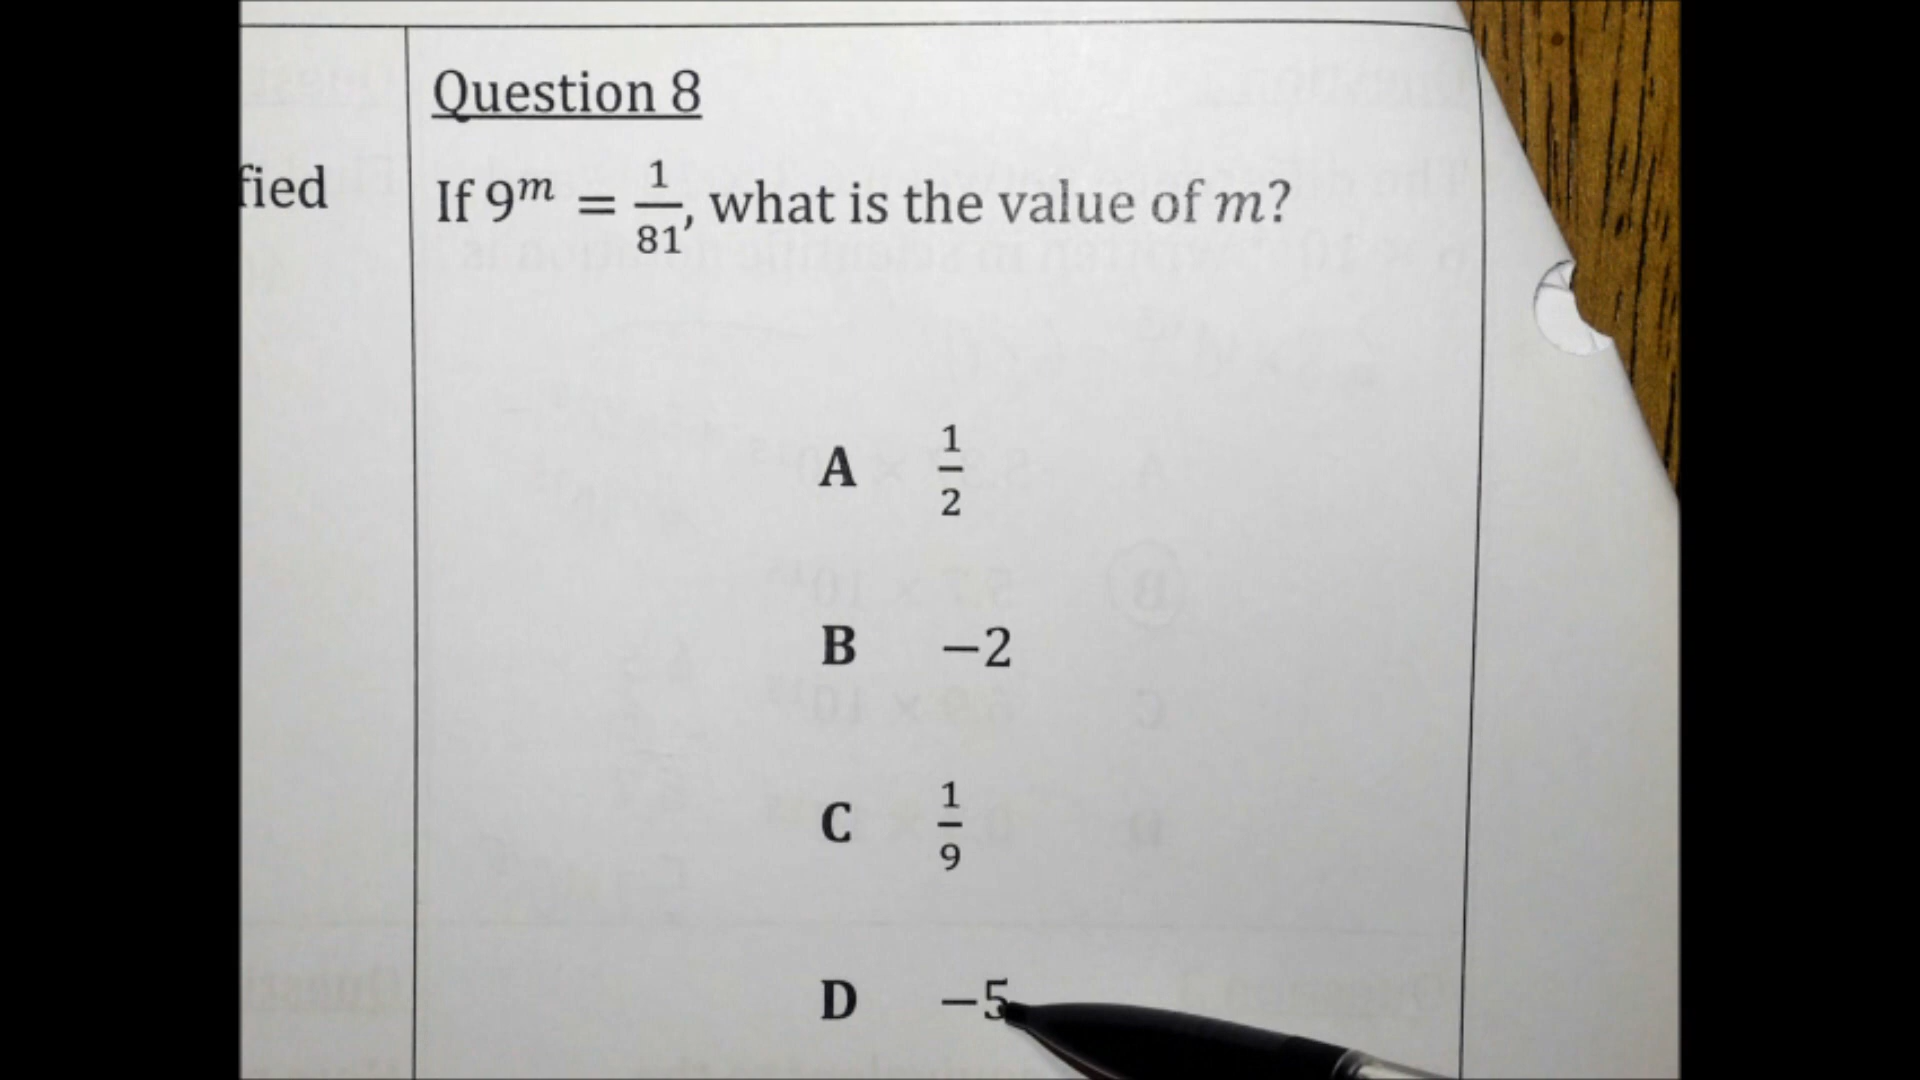 Question 8
fied
If 9^m = 1/81, what is the value of m?
A 1/2
B −2
C 1/9
D −5